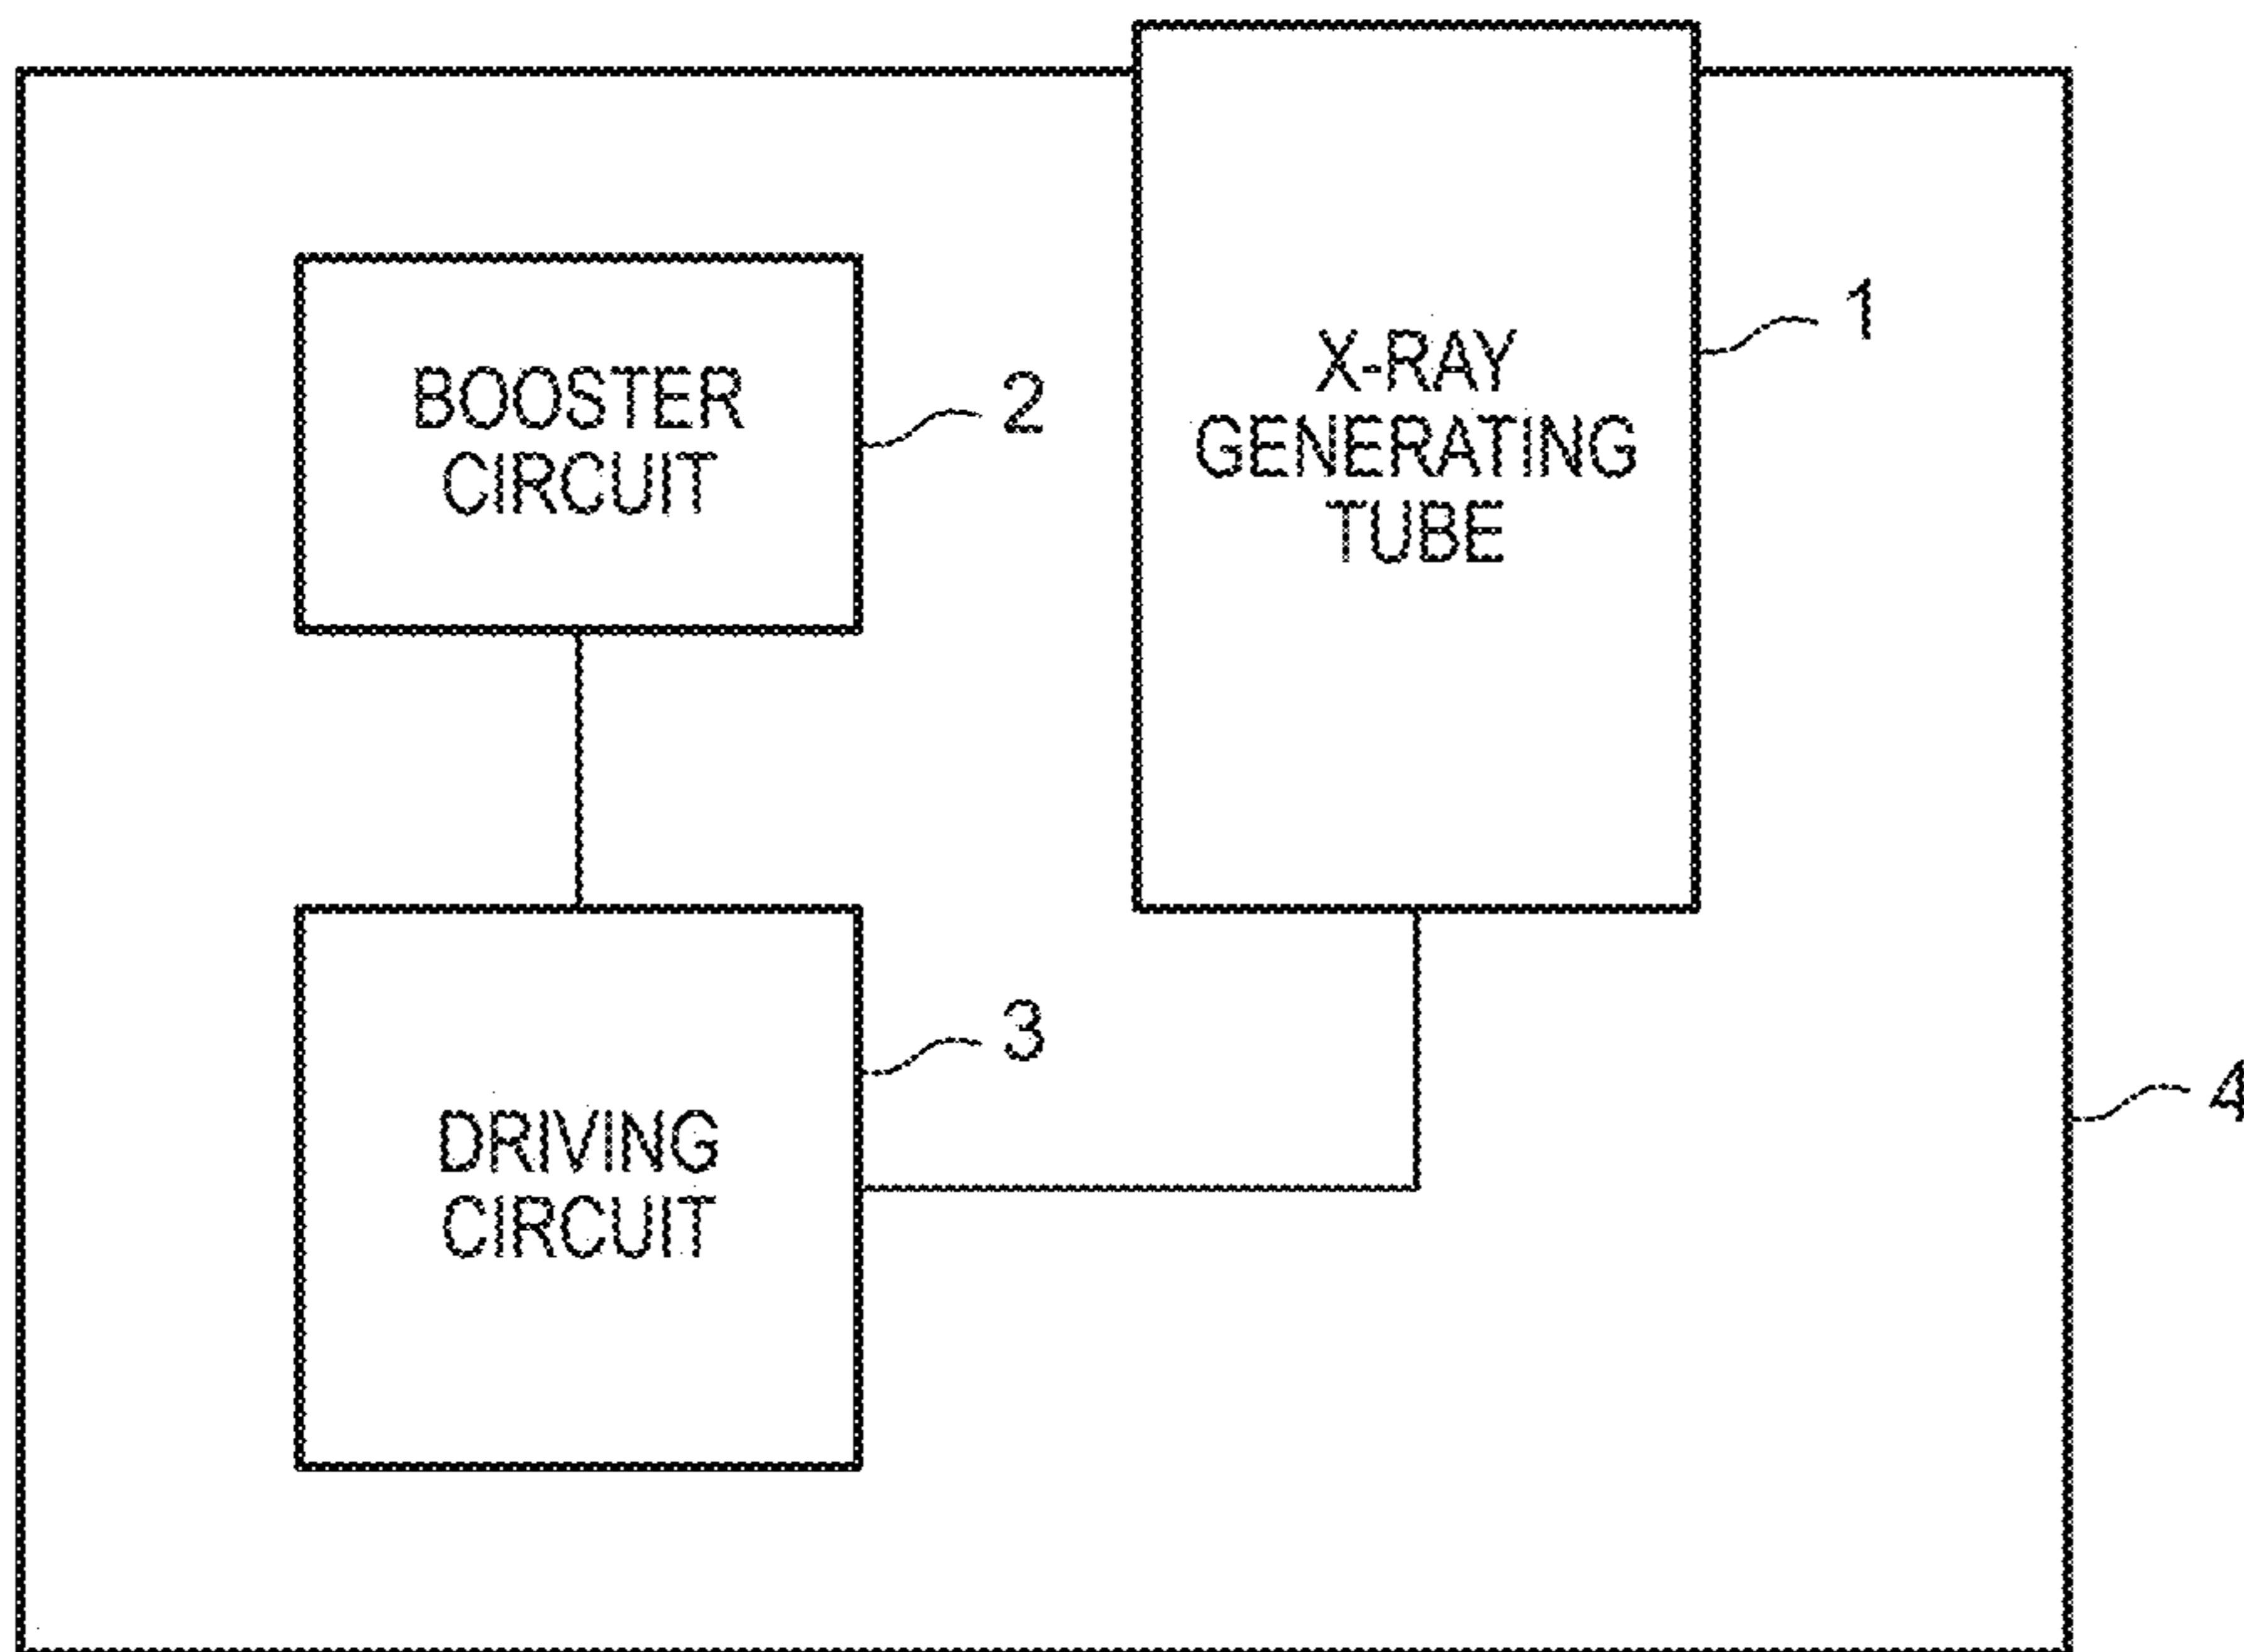 X-RAY
GENERATING
TUBE
1
BOOSTER
CIRCUIT
2
3
DRIVING
CIRCUIT
4